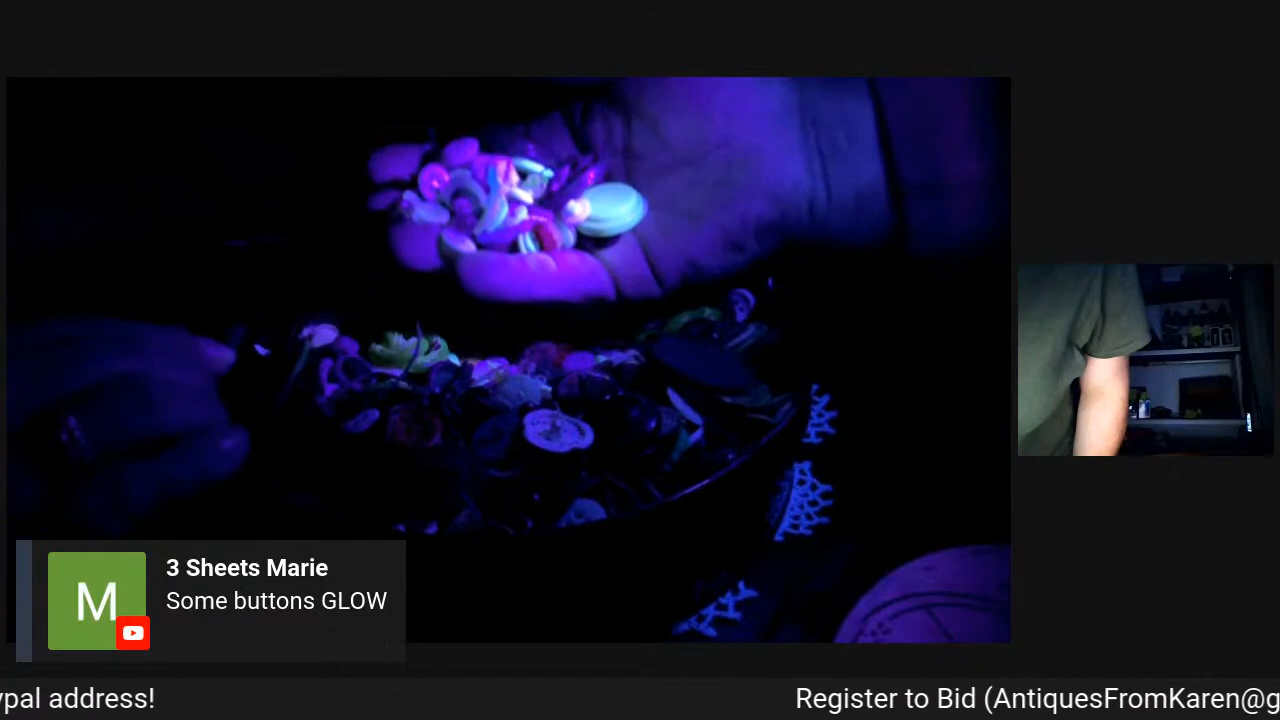 M
3 Sheets Marie
Some buttons GLOW
ypal address!
Register to Bid (AntiquesFromKaren@g